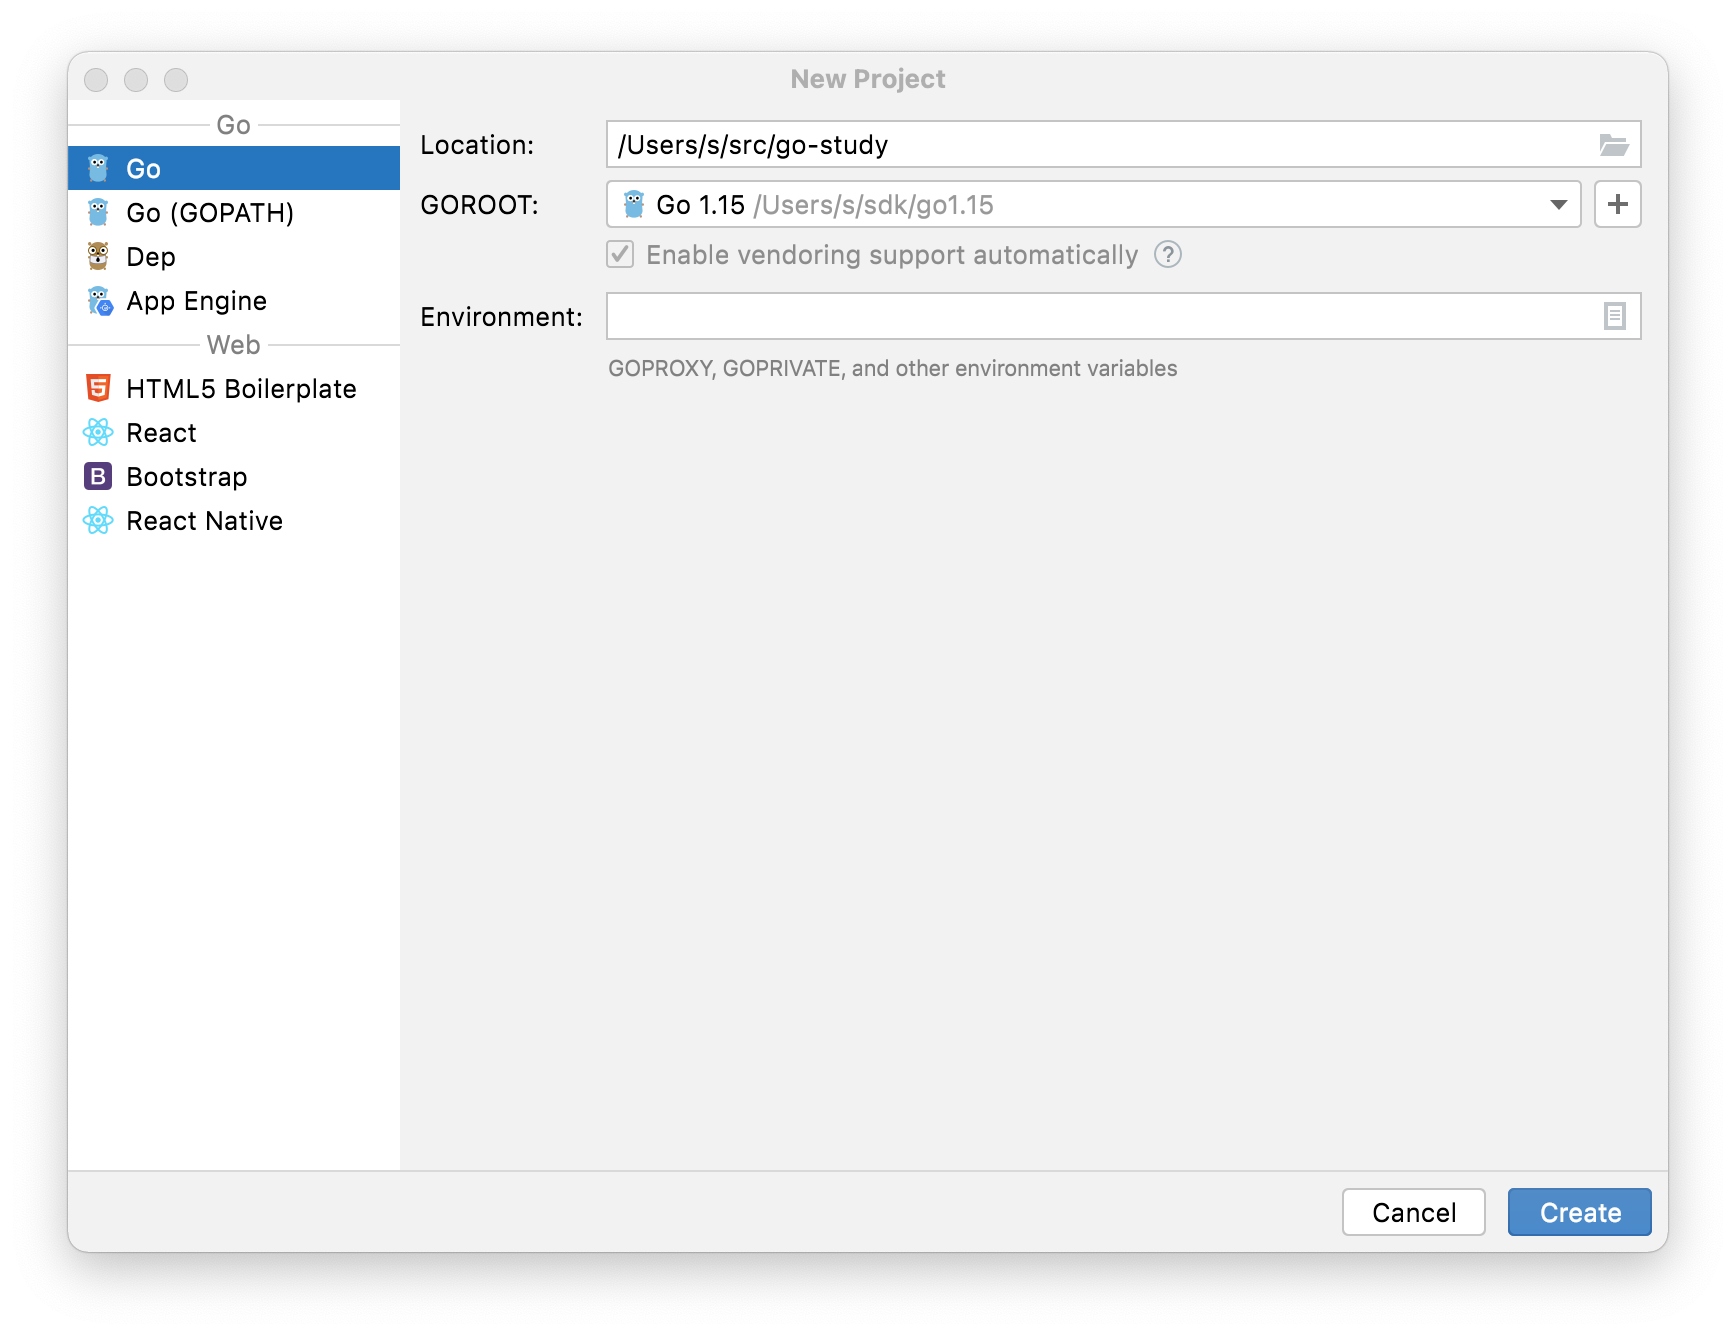 New Project
Go
Go
Go (GOPATH)
Dep
App Engine
Web
HTML5 Boilerplate
React
B Bootstrap
React Native
Location: /Users/s/src/go-study
GOROOT: Go 1.15 /Users/s/sdk/go1.15
Enable vendoring support automatically ?
Environment:
GOPROXY, GOPRIVATE, and other environment variables
Cancel Create